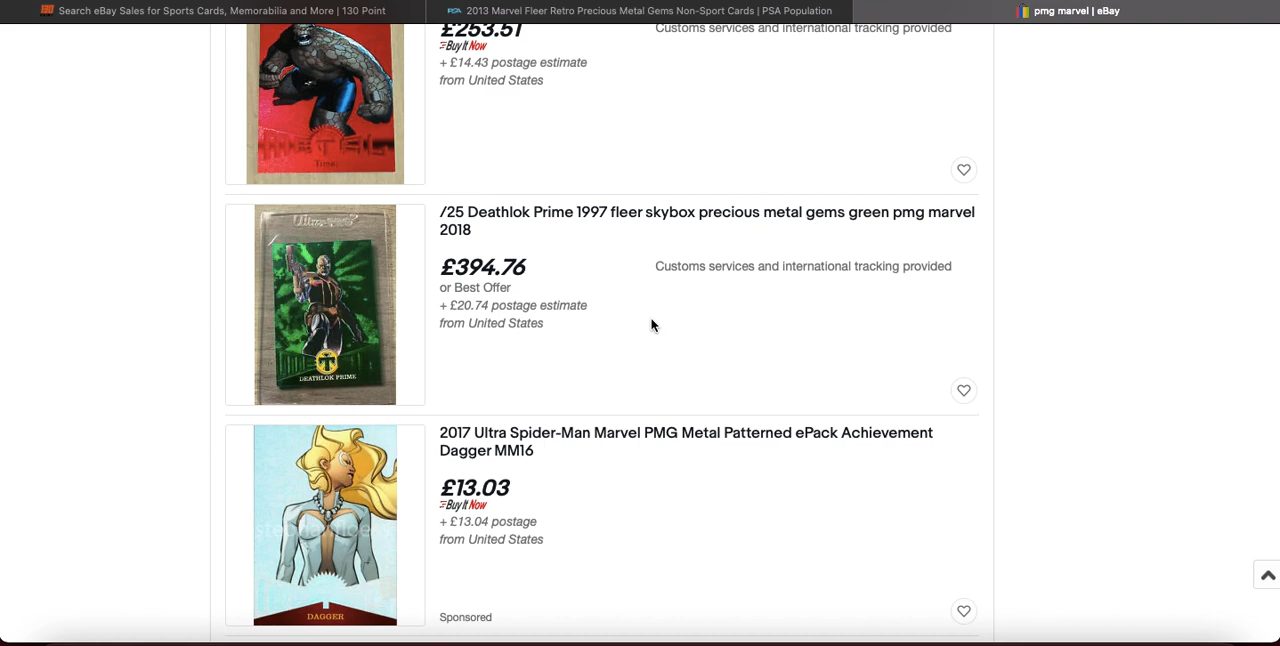 Search eBay Sales for Sports Cards, Memorabilia and More | 130 Point
2013 Marvel Fleer Retro Precious Metal Gems Non-Sport Cards | PSA Population
pmg marvel | eBay
£253.51
Customs services and international tracking provided
Buy It Now
+ £14.43 postage estimate
from United States
METAL
THING
/25 Deathlok Prime 1997 fleer skybox precious metal gems green pmg marvel
2018
£394.76
Customs services and international tracking provided
or Best Offer
+ £20.74 postage estimate
from United States
DEATHLOK PRIME
2017 Ultra Spider-Man Marvel PMG Metal Patterned ePack Achievement
Dagger MM16
£13.03
Buy It Now
+ £13.04 postage
from United States
DAGGER
Sponsored